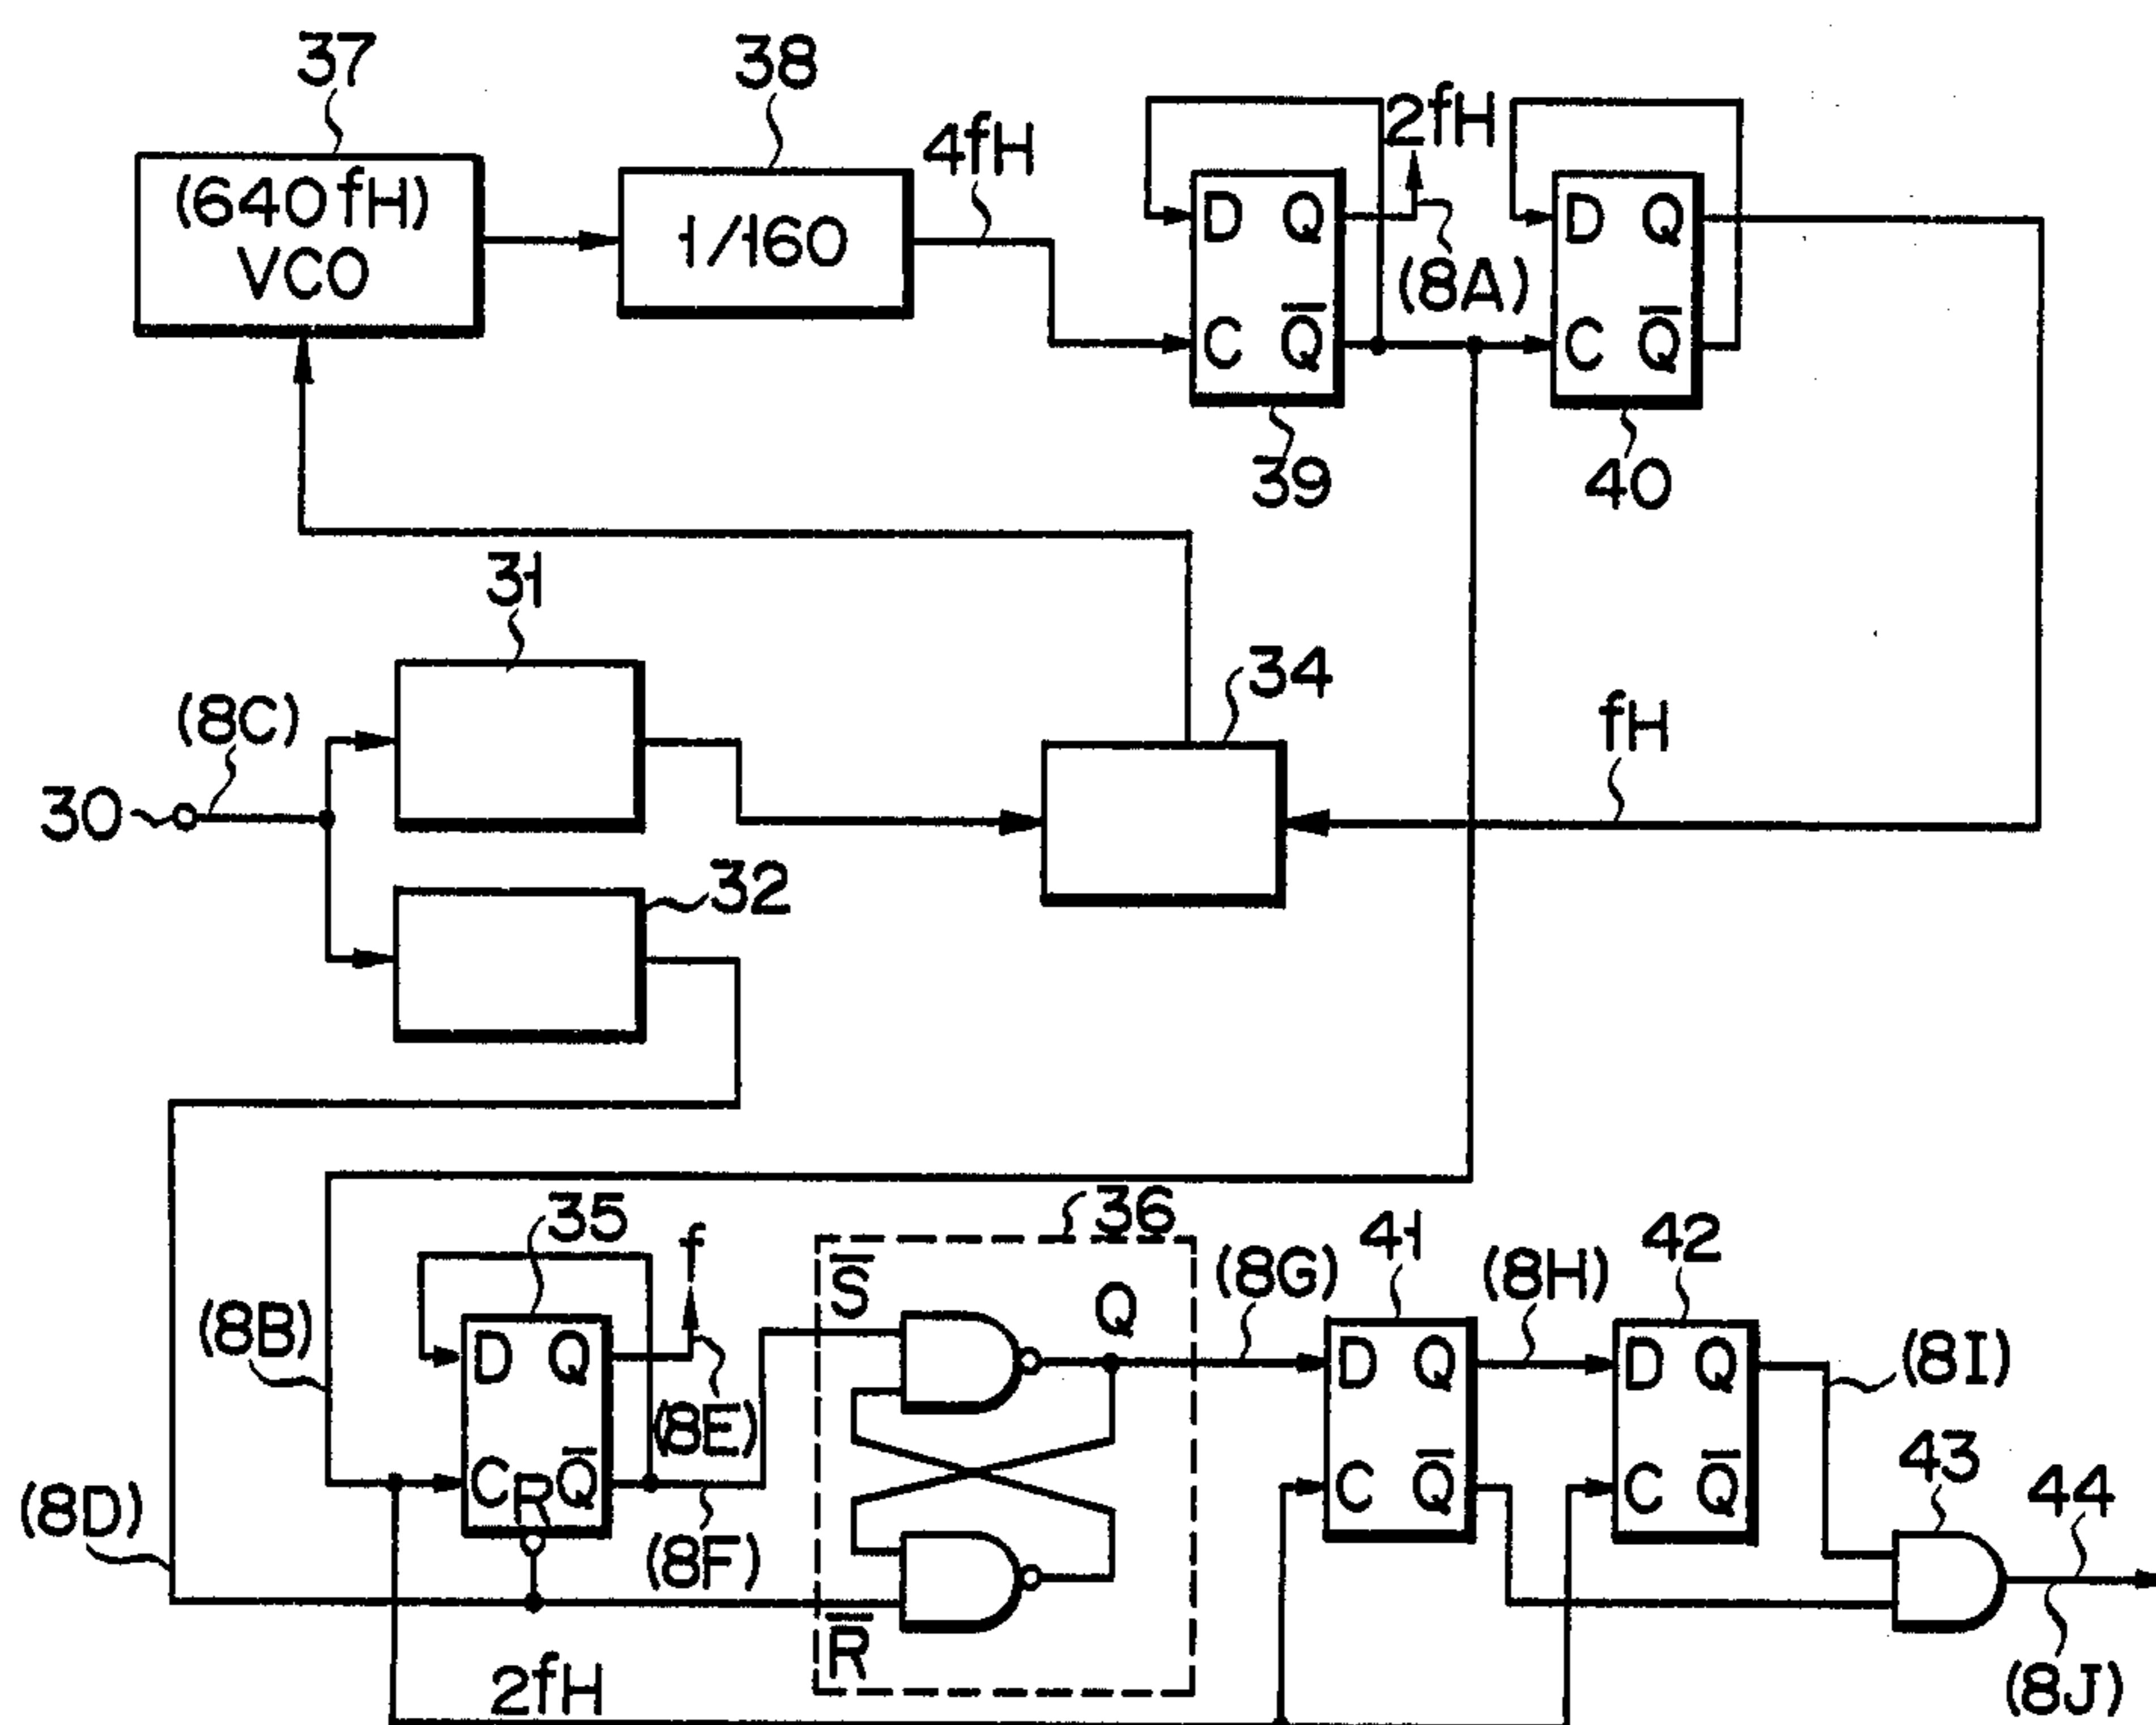 37
38
(640fH)
VCO
1/160
4fH
2fH
D Q
C Q̅
(8A)
D Q
C Q̅
39
40
31
34
(8C)
fH
30
32
35
f
36
S̅
Q
(8G)
41
(8H)
42
(8B)
D Q
(8E)
D Q
D Q
(8I)
C R Q̅
C Q̅
C Q̅
43
44
(8D)
(8F)
R̅
2fH
(8J)